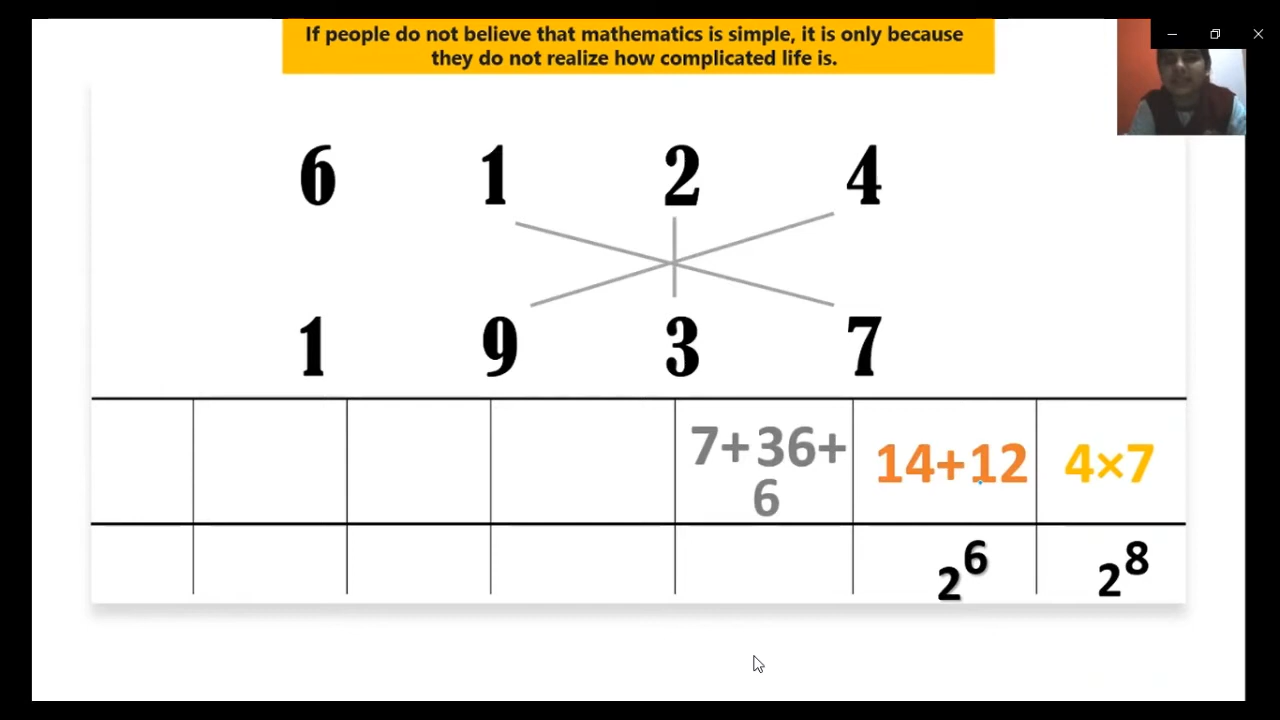 If people do not believe that mathematics is simple, it is only because
they do not realize how complicated life is.
6 1 2 4
1 9 3 7
7+36+ 14+12 4×7
6
2⁶ 2⁸